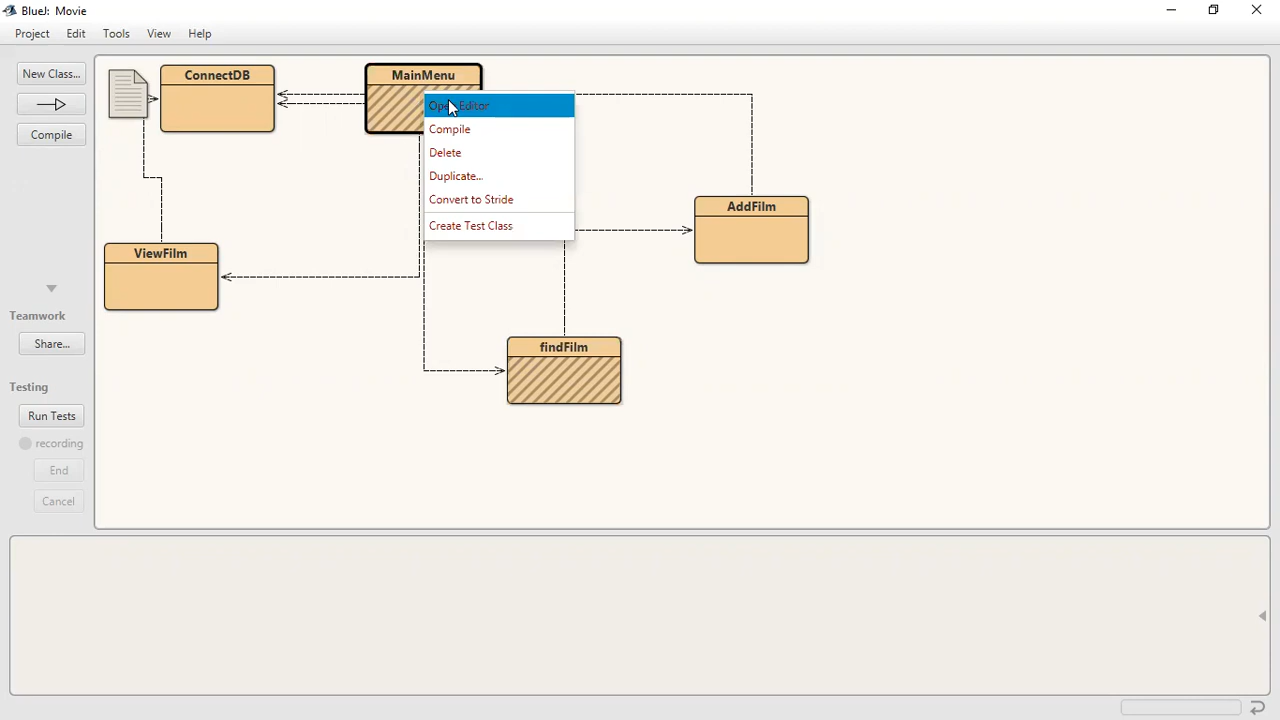 BlueJ: Movie
Project Edit Tools View Help
New Class...
Compile
Teamwork
Share...
Testing
Run Tests
recording
End
Cancel
ConnectDB
MainMenu
Open Editor
Compile
Delete
Duplicate...
Convert to Stride
Create Test Class
AddFilm
ViewFilm
findFilm